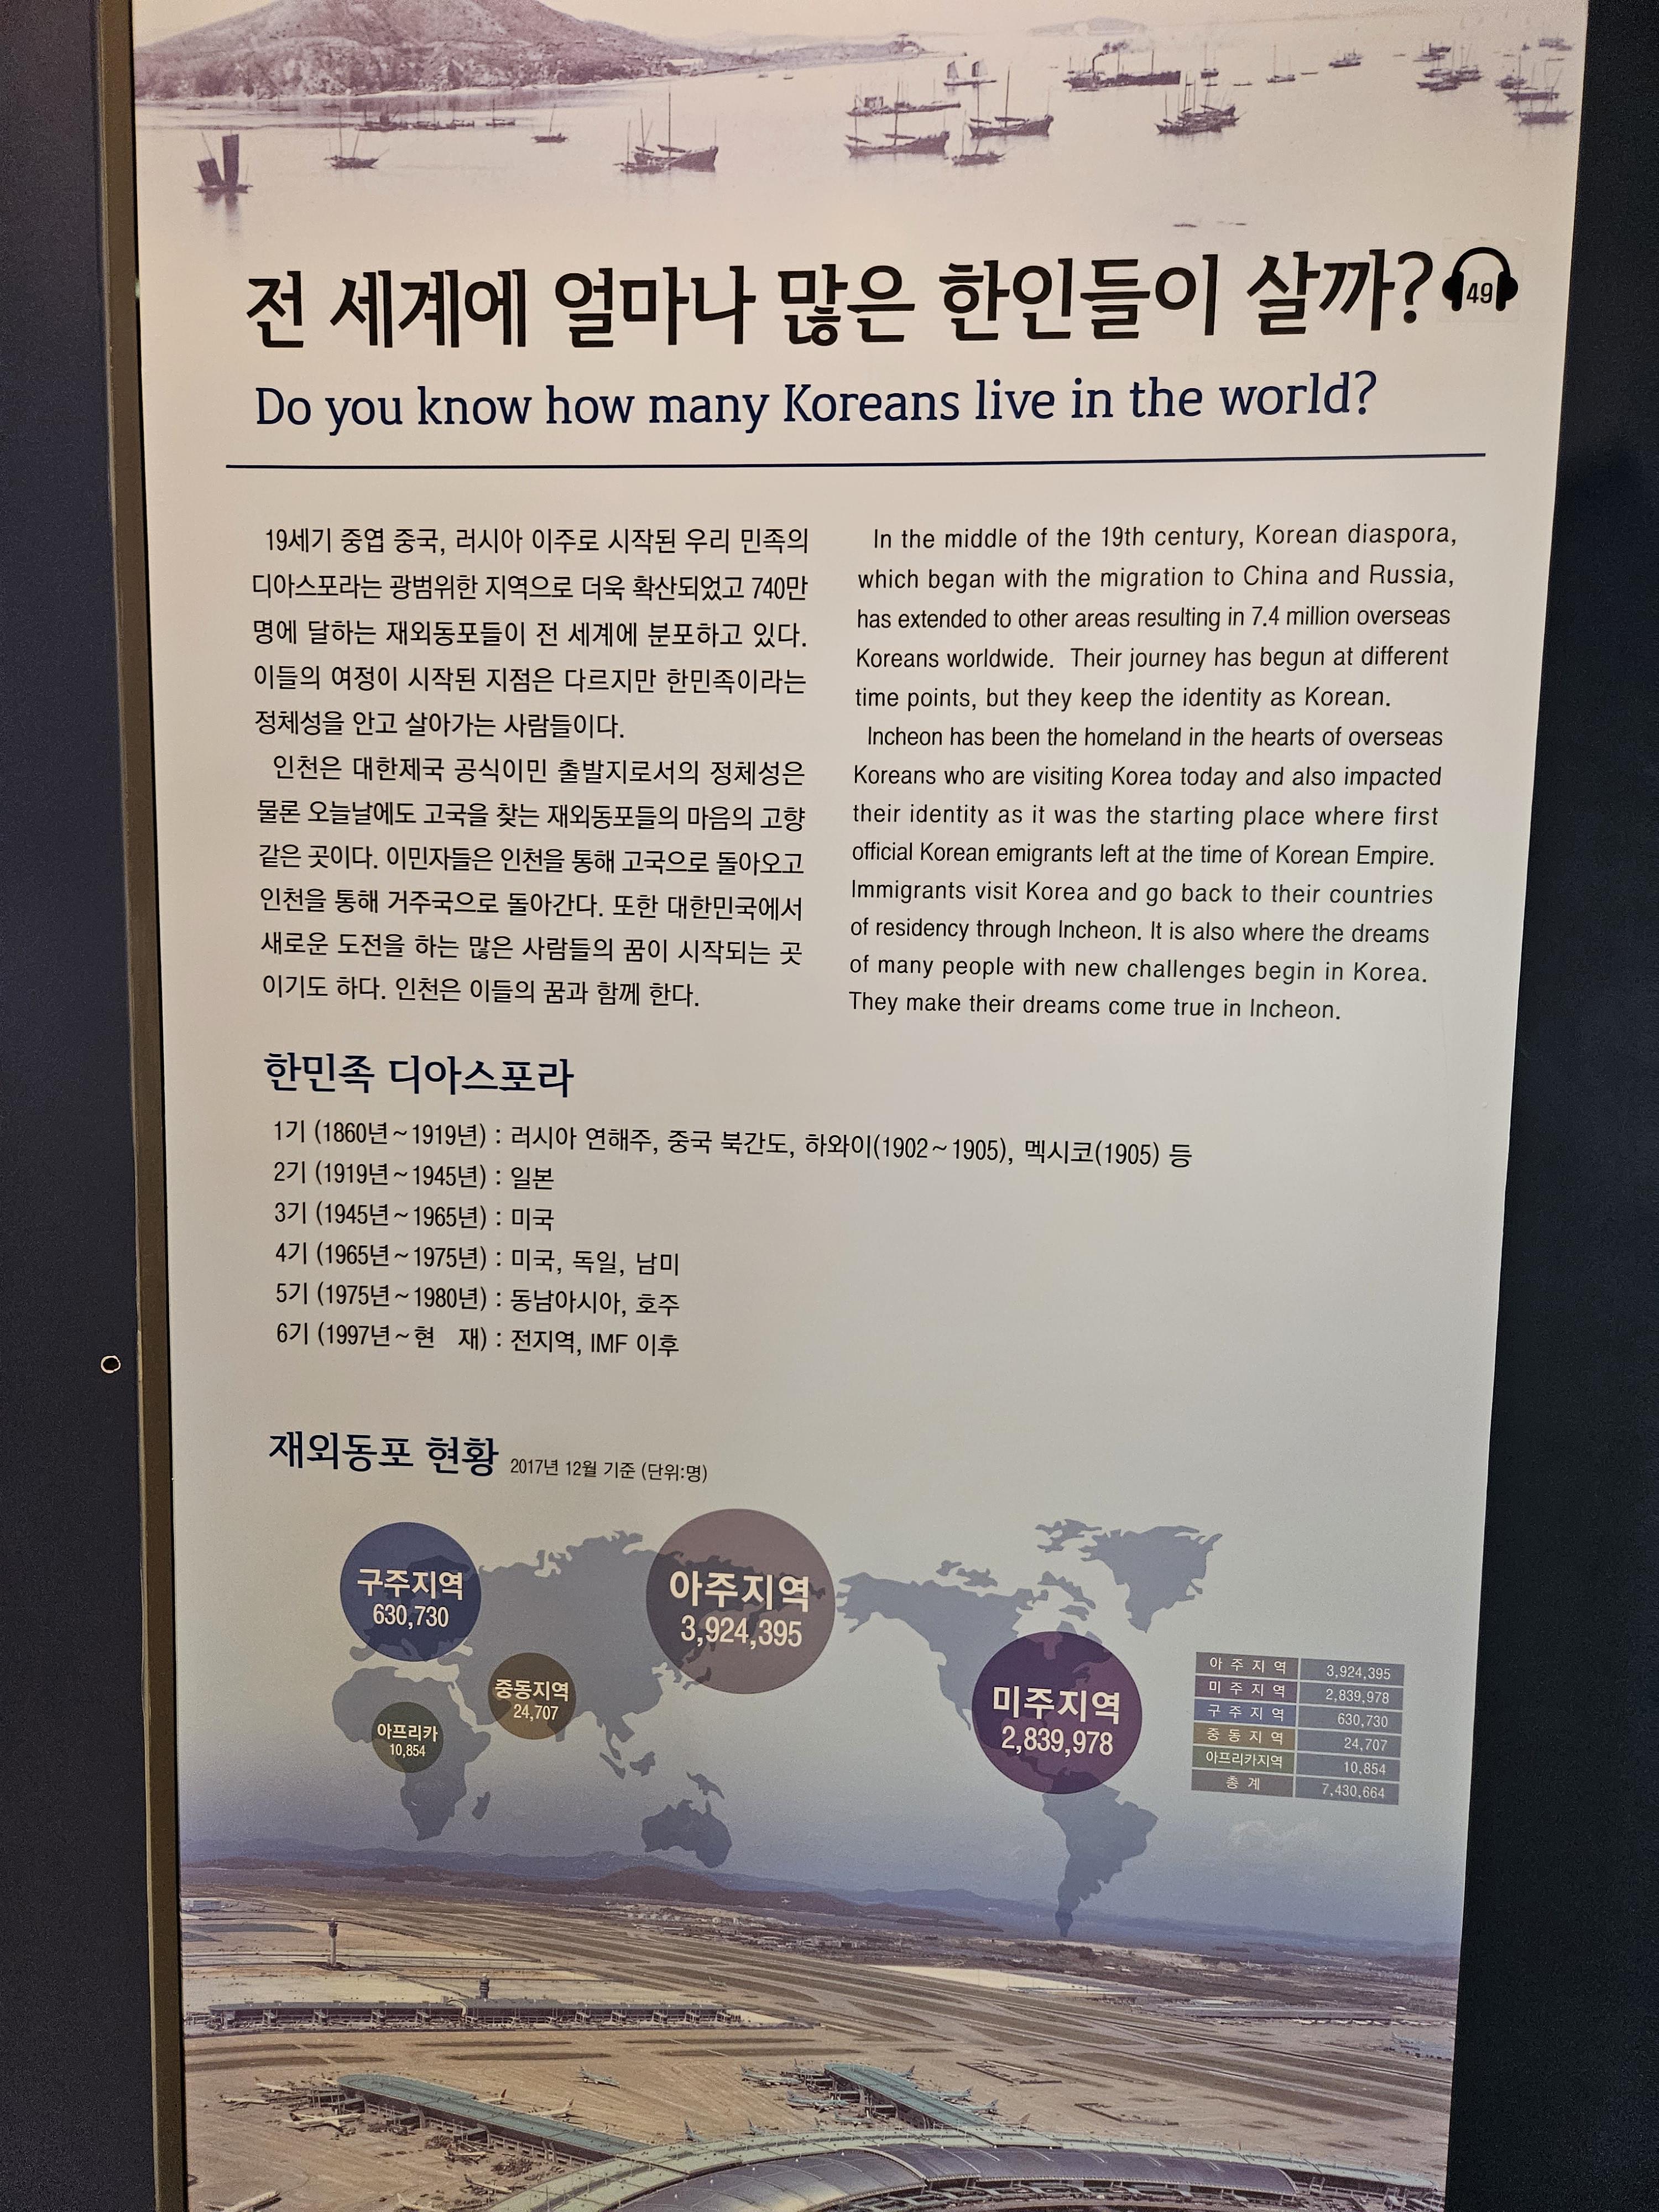 전 세계에 얼마나 많은 한인들이 살까?
49
Do you know how many Koreans live in the world?
19세기 중엽 중국, 러시아 이주로 시작된 우리 민족의
디아스포라는 광범위한 지역으로 더욱 확산되었고 740만
명에 달하는 재외동포들이 전 세계에 분포하고 있다.
이들의 여정이 시작된 지점은 다르지만 한민족이라는
정체성을 안고 살아가는 사람들이다.
인천은 대한제국 공식이민 출발지로서의 정체성은
물론 오늘날에도 고국을 찾는 재외동포들의 마음의 고향
같은 곳이다. 이민자들은 인천을 통해 고국으로 돌아오고
인천을 통해 거주국으로 돌아간다. 또한 대한민국에서
새로운 도전을 하는 많은 사람들의 꿈이 시작되는 곳
이기도 하다. 인천은 이들의 꿈과 함께 한다.
In the middle of the 19th century, Korean diaspora,
which began with the migration to China and Russia,
has extended to other areas resulting in 7.4 million overseas
Koreans worldwide. Their journey has begun at different
time points, but they keep the identity as Korean.
Incheon has been the homeland in the hearts of overseas
Koreans who are visiting Korea today and also impacted
their identity as it was the starting place where first
official Korean emigrants left at the time of Korean Empire.
Immigrants visit Korea and go back to their countries
of residency through Incheon. It is also where the dreams
of many people with new challenges begin in Korea.
They make their dreams come true in Incheon.
한민족 디아스포라
1기 (1860년~1919년) : 러시아 연해주, 중국 북간도, 하와이(1902~1905), 멕시코(1905) 등
2기 (1919년~1945년) : 일본
3기 (1945년~1965년) : 미국
4기 (1965년~1975년) : 미국, 독일, 남미
5기 (1975년~1980년) : 동남아시아, 호주
6기 (1997년~현 재) : 전지역, IMF 이후
재외동포 현황 2017년 12월 기준 (단위:명)
구주지역
630,730
아주지역
3,924,395
중동지역
24,707
아프리카
10,854
미주지역
2,839,978
아주지역 3,924,395
미주지역 2,839,978
구주지역 630,730
중동지역 24,707
아프리카지역 10,854
총계 7,430,664